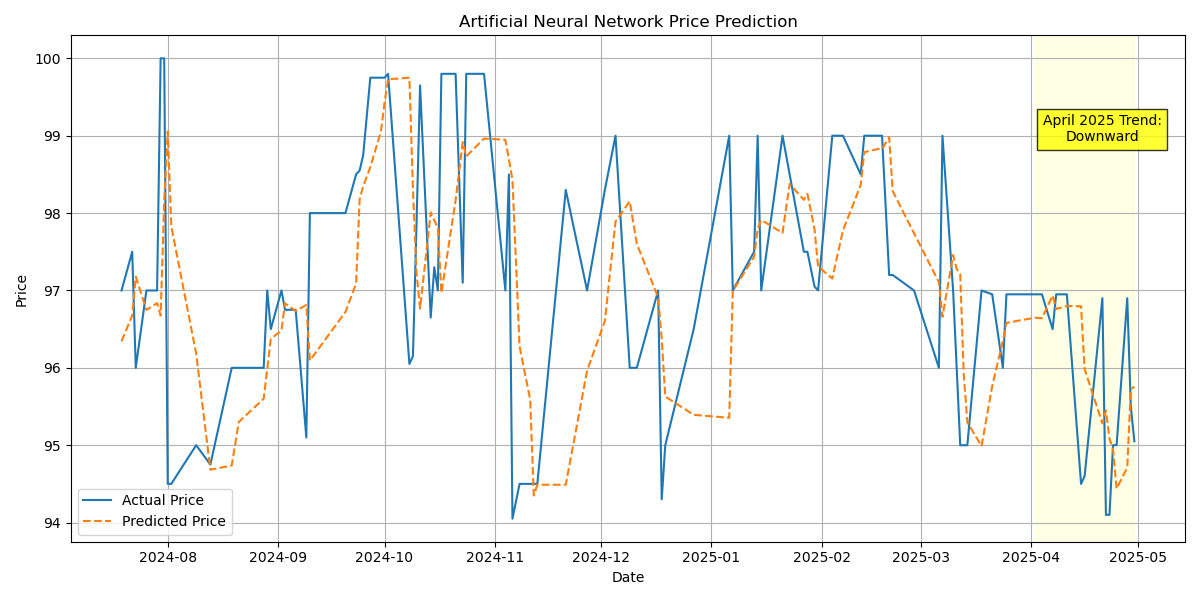 Artificial Neural Network Price Prediction
100
99
98
97
96
95
94
Price
April 2025 Trend:
Downward
Actual Price
Predicted Price
2024-08 2024-09 2024-10 2024-11 2024-12 2025-01 2025-02 2025-03 2025-04 2025-05
Date